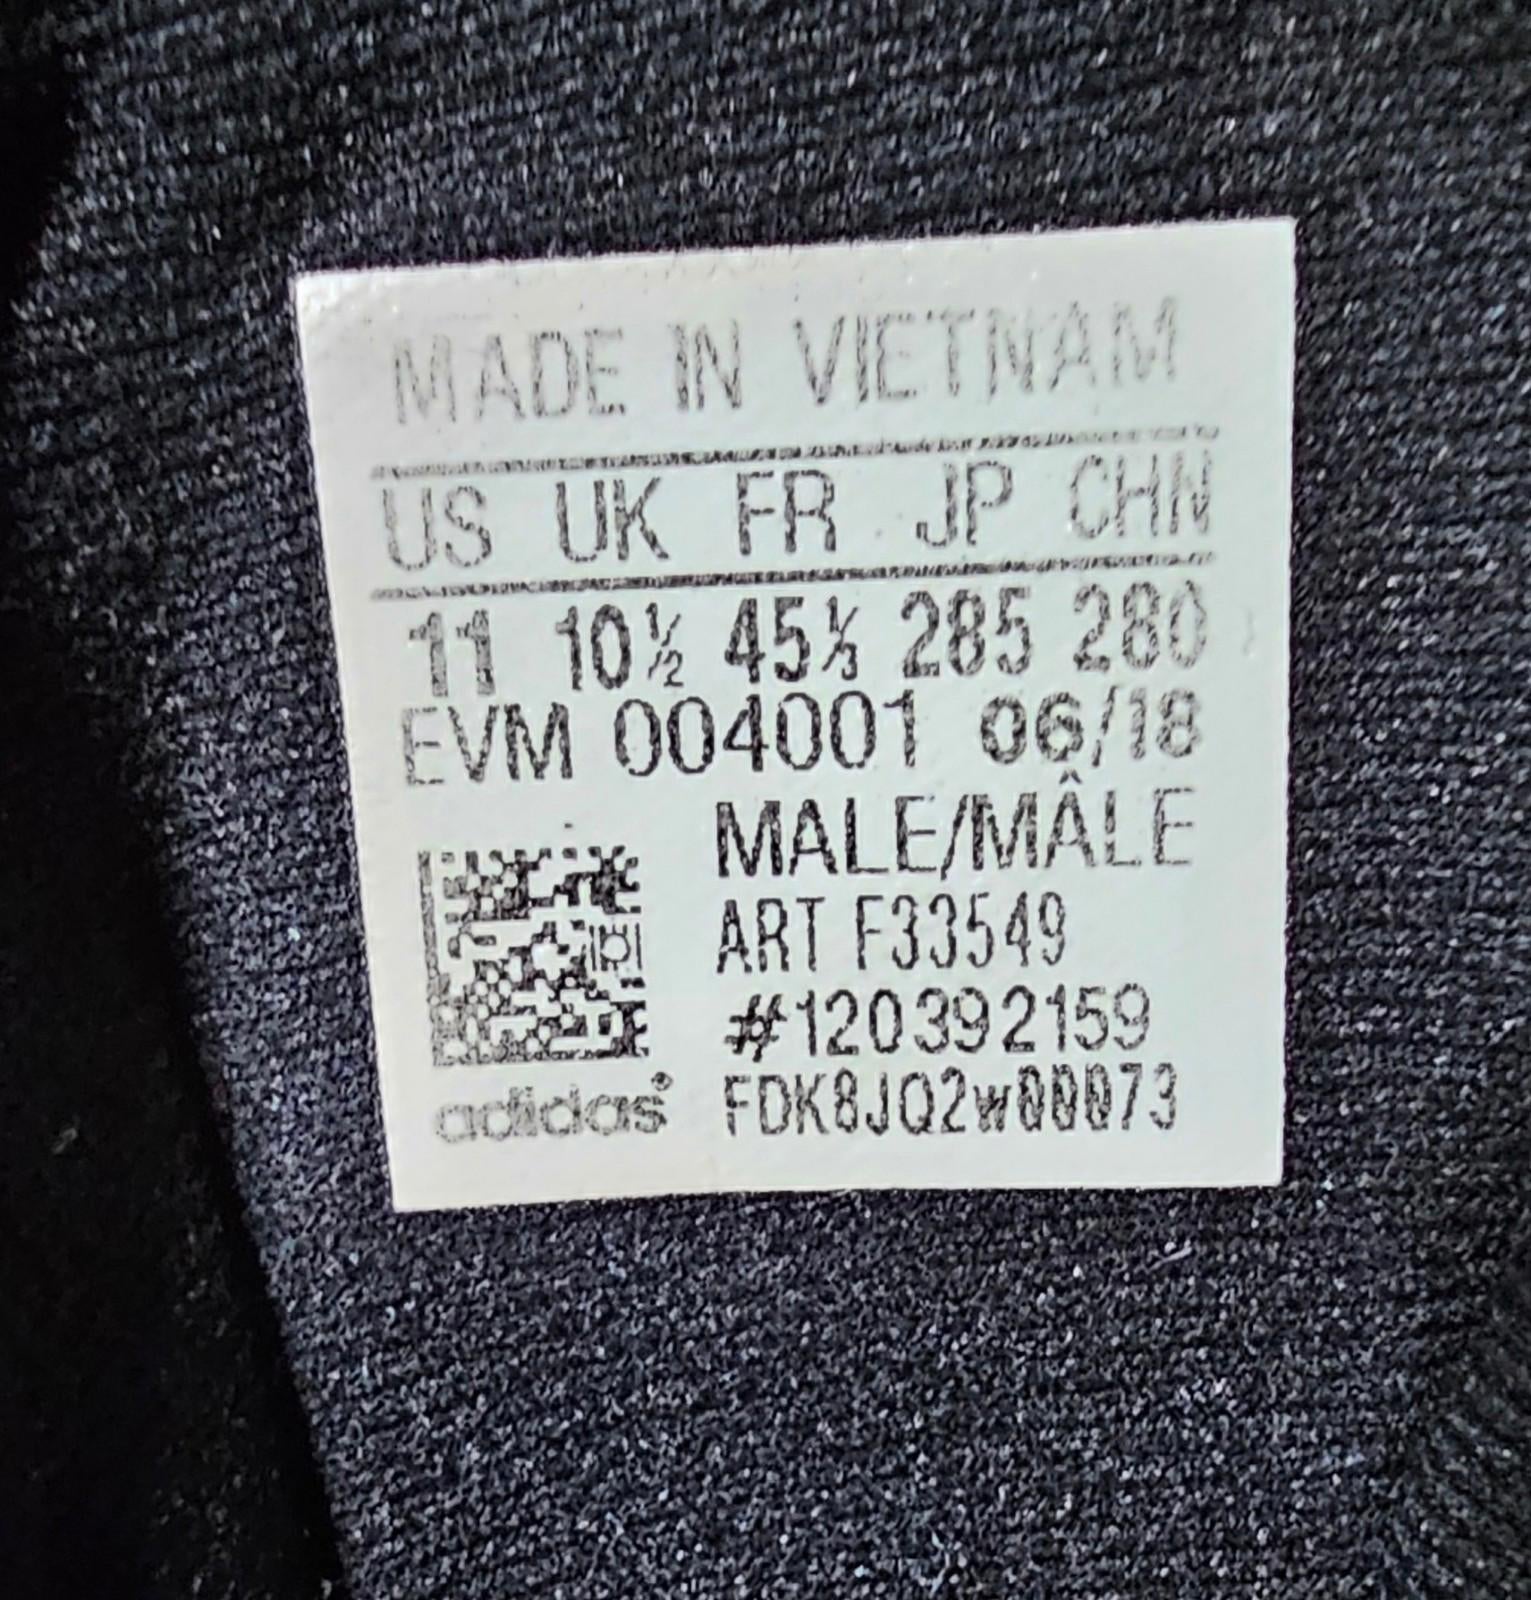 MADE IN VIETNAM
US UK FR JP CHN
11 10½ 45⅓ 285 280
EVM 004001 06/18
MALE/MÂLE
ART F33549
#120392159
adidas® FDK8JQ2W00073